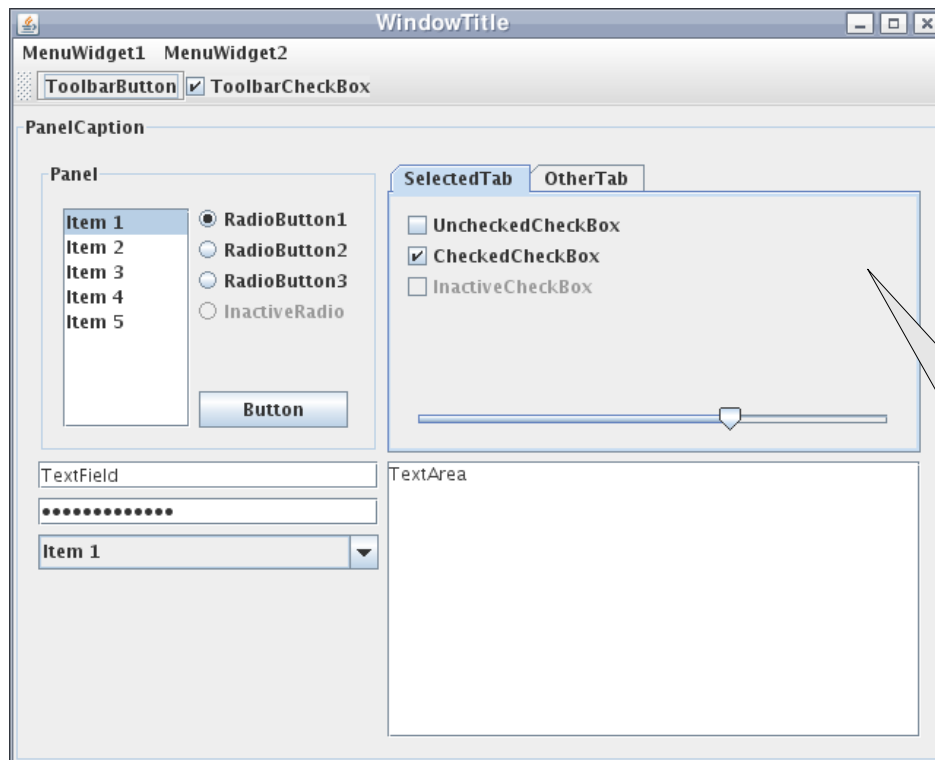 WindowTitle
MenuWidget1 MenuWidget2
ToolbarButton ToolbarCheckBox
PanelCaption
Panel
Item 1
Item 2
Item 3
Item 4
Item 5
RadioButton1
RadioButton2
RadioButton3
InactiveRadio
Button
SelectedTab OtherTab
UncheckedCheckBox
CheckedCheckBox
InactiveCheckBox
TextField
•••••••••••••
Item 1
TextArea